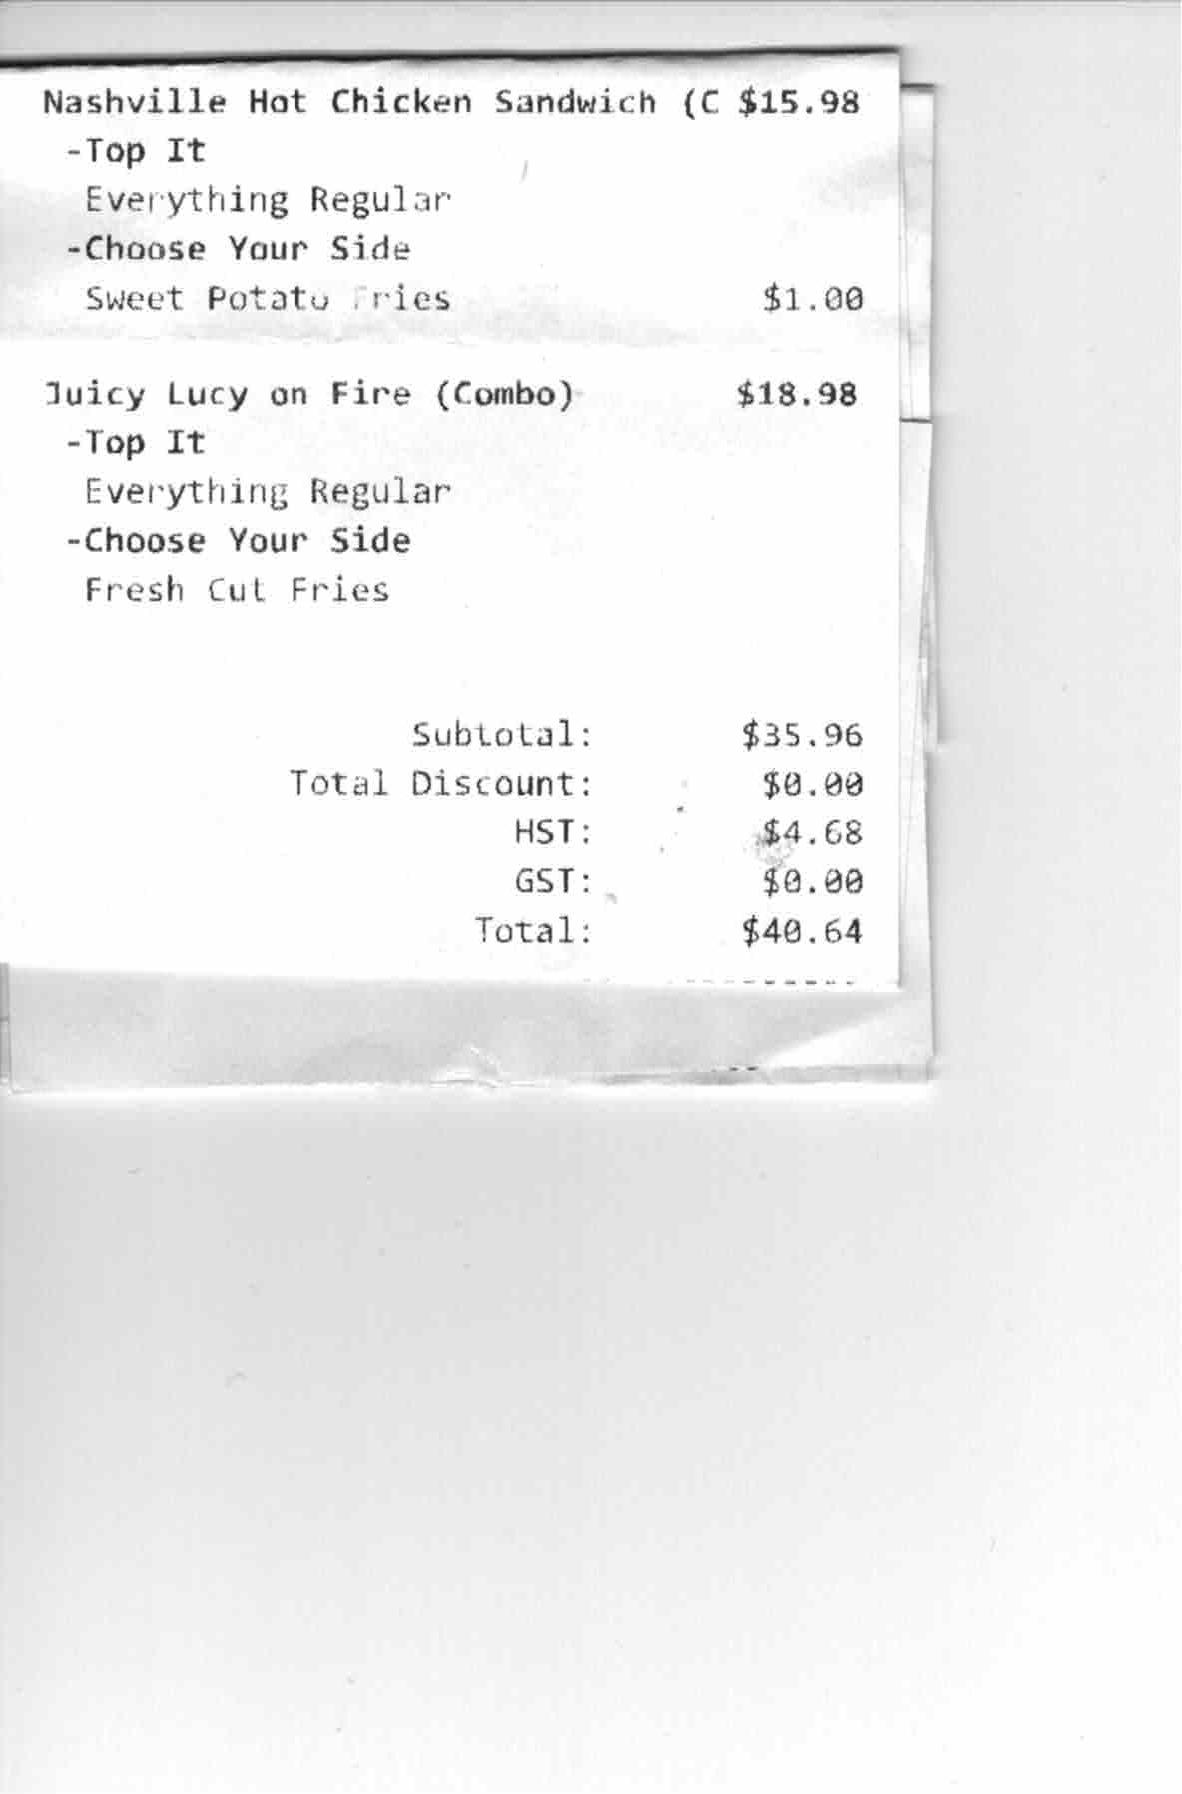 Nashville Hot Chicken Sandwich (C $15.98
-Top It
Everything Regular
-Choose Your Side
Sweet Potato Fries $1.00
Juicy Lucy on Fire (Combo) $18.98
-Top It
Everything Regular
-Choose Your Side
Fresh Cut Fries
Subtotal: $35.96
Total Discount: $0.00
HST: $4.68
GST: $0.00
Total: $40.64